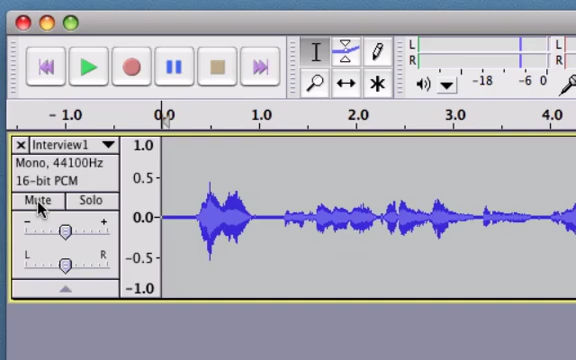 L
R
L
R
-18
-6
0
- 1.0
0.0
1.0
2.0
3.0
4.0
Interview1
Mono, 44100Hz
16-bit PCM
Mute
Solo
-
+
L
R
1.0
0.5
0.0
-0.5
-1.0